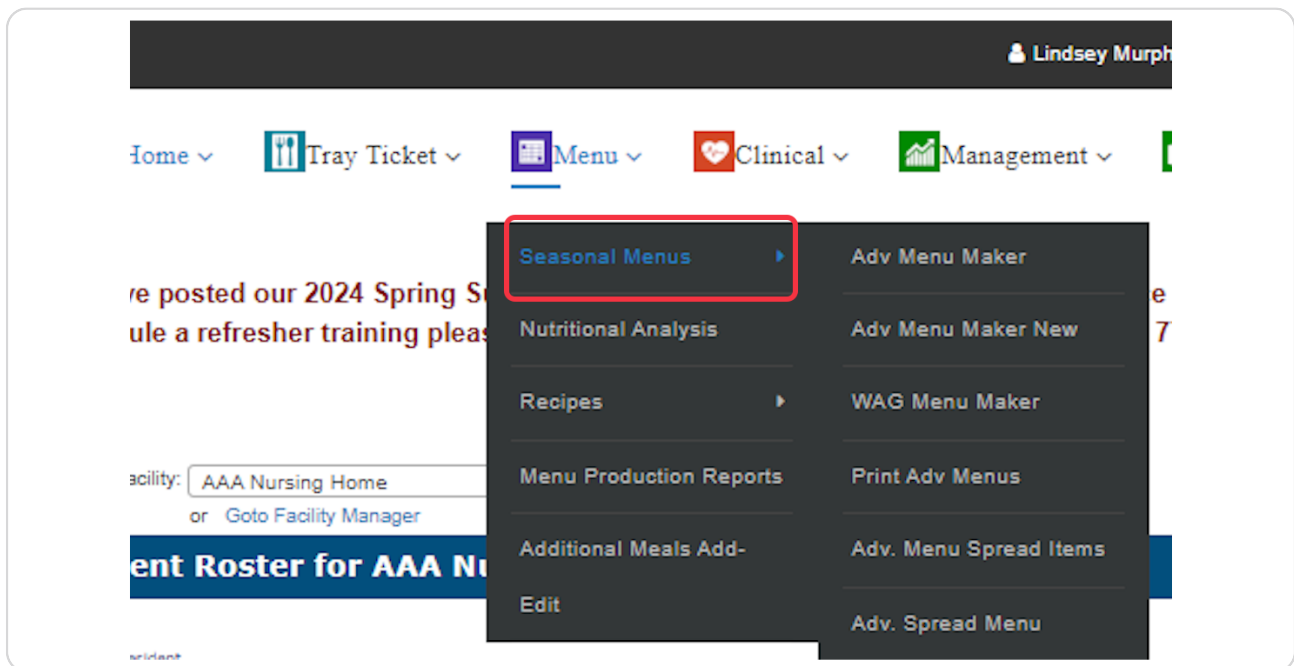 Lindsey Murph
Home
Tray Ticket
Menu
Clinical
Management
Seasonal Menus
Adv Menu Maker
ve posted our 2024 Spring S
e
Nutritional Analysis
Adv Menu Maker New
ule a refresher training pleas
7
Recipes
WAG Menu Maker
acility: AAA Nursing Home
Menu Production Reports
Print Adv Menus
or Goto Facility Manager
Additional Meals Add-
Edit
Adv. Menu Spread Items
ent Roster for AAA Nu
Adv. Spread Menu